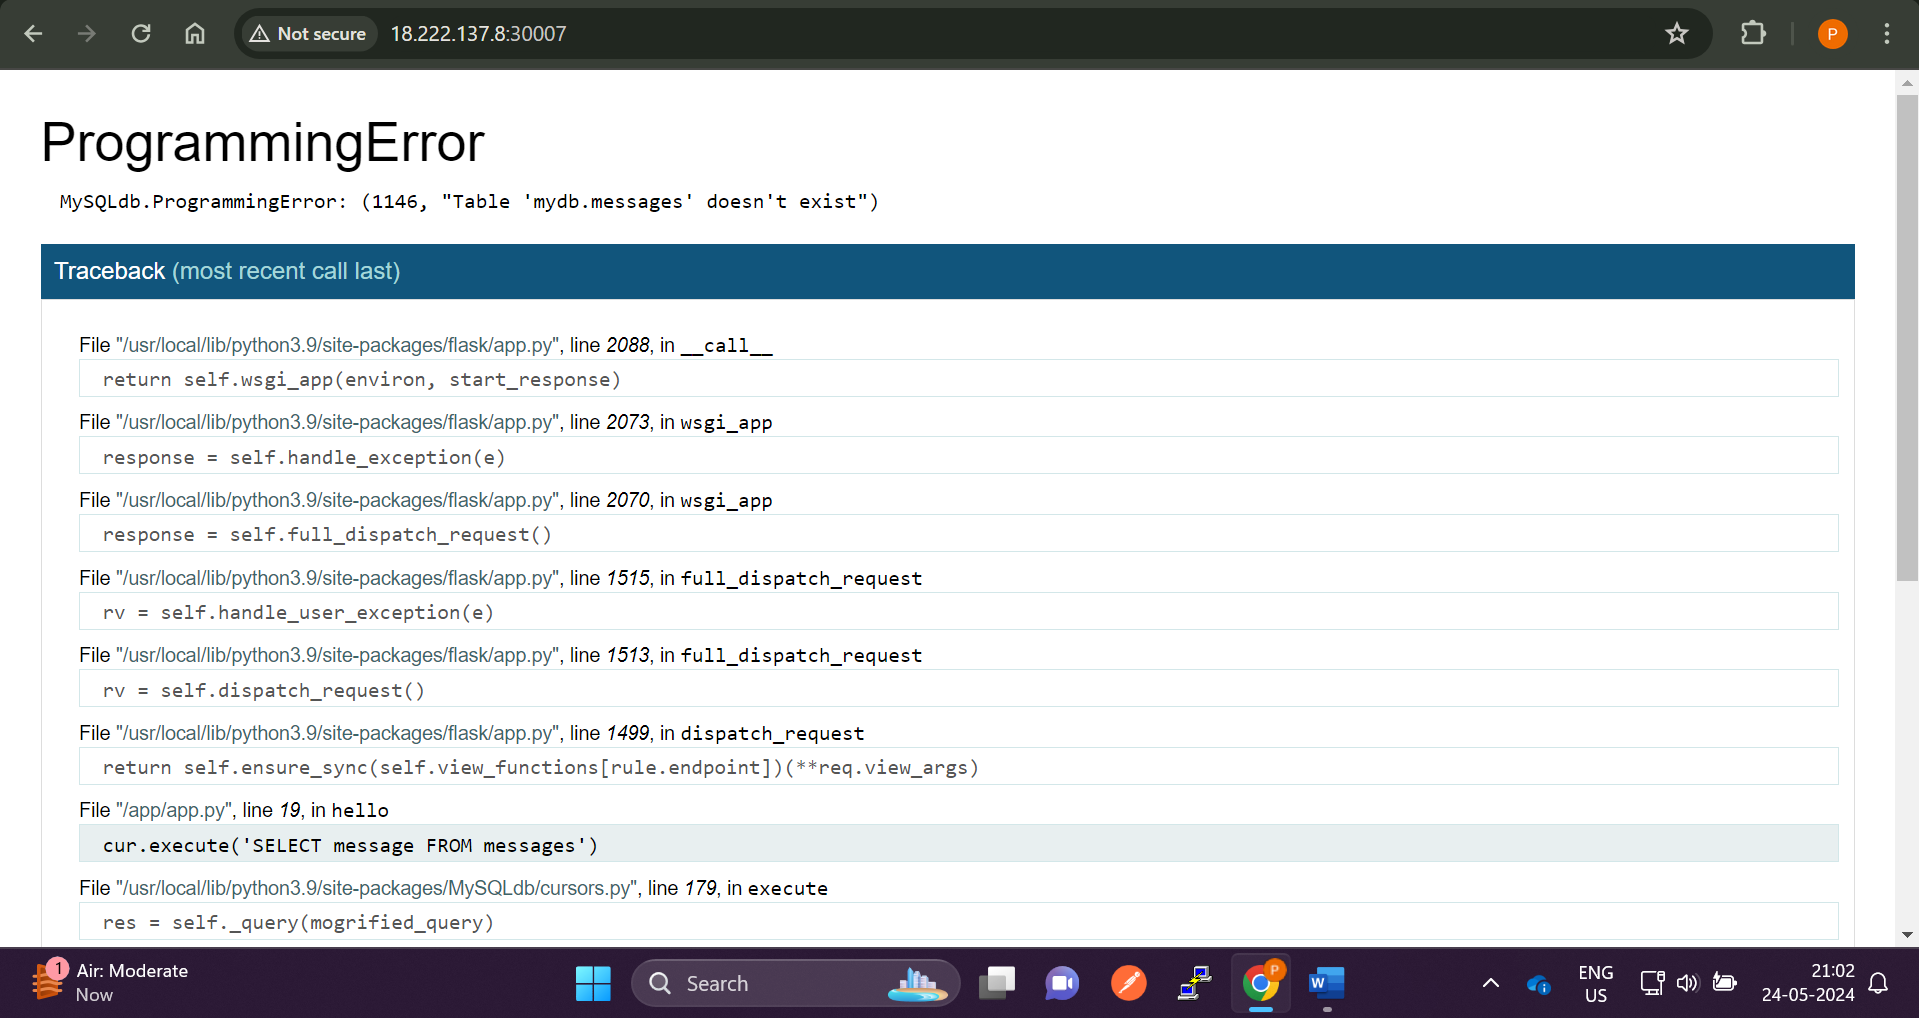 Not secure
18.222.137.8:30007
P
ProgrammingError
MySQLdb.ProgrammingError: (1146, "Table 'mydb.messages' doesn't exist")
Traceback (most recent call last)
File "/usr/local/lib/python3.9/site-packages/flask/app.py", line 2088, in __call__
return self.wsgi_app(environ, start_response)
File "/usr/local/lib/python3.9/site-packages/flask/app.py", line 2073, in wsgi_app
response = self.handle_exception(e)
File "/usr/local/lib/python3.9/site-packages/flask/app.py", line 2070, in wsgi_app
response = self.full_dispatch_request()
File "/usr/local/lib/python3.9/site-packages/flask/app.py", line 1515, in full_dispatch_request
rv = self.handle_user_exception(e)
File "/usr/local/lib/python3.9/site-packages/flask/app.py", line 1513, in full_dispatch_request
rv = self.dispatch_request()
File "/usr/local/lib/python3.9/site-packages/flask/app.py", line 1499, in dispatch_request
return self.ensure_sync(self.view_functions[rule.endpoint])(**req.view_args)
File "/app/app.py", line 19, in hello
cur.execute('SELECT message FROM messages')
File "/usr/local/lib/python3.9/site-packages/MySQLdb/cursors.py", line 179, in execute
res = self._query(mogrified_query)
1
Air: Moderate
Now
Search
P
W
ENG
US
21:02
24-05-2024